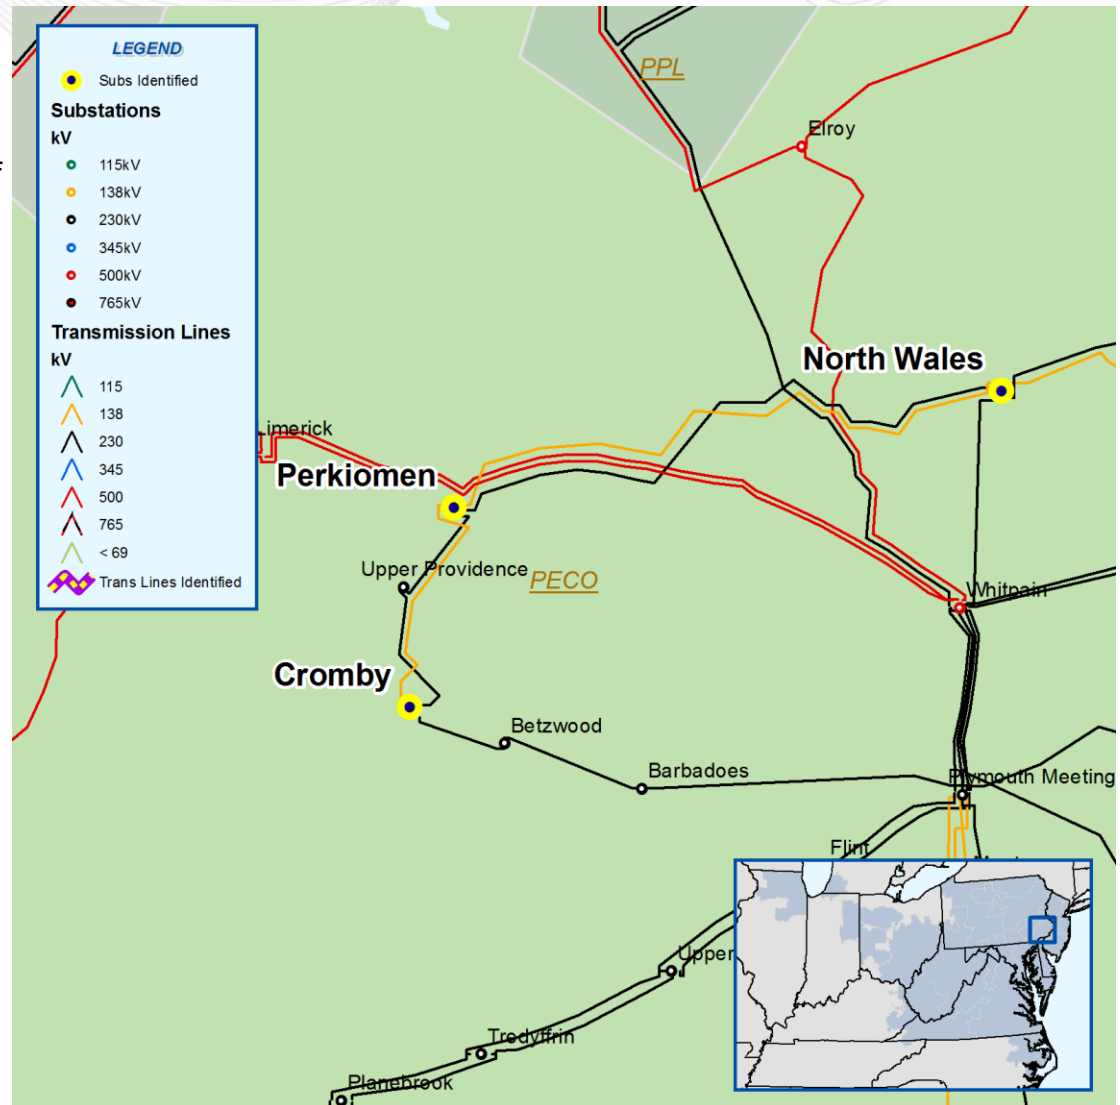 LEGEND
Subs Identified
Substations
kV
115kV
138kV
230kV
345kV
500kV
765kV
Transmission Lines
kV
115
138
230
345
500
765
< 69
Trans Lines Identified
PPL
Elroy
North Wales
Limerick
Perkiomen
Upper Providence
PECO
Whitpain
Cromby
Betzwood
Barbadoes
Plymouth Meeting
Flint
Upper
Tredyffrin
Planebrook